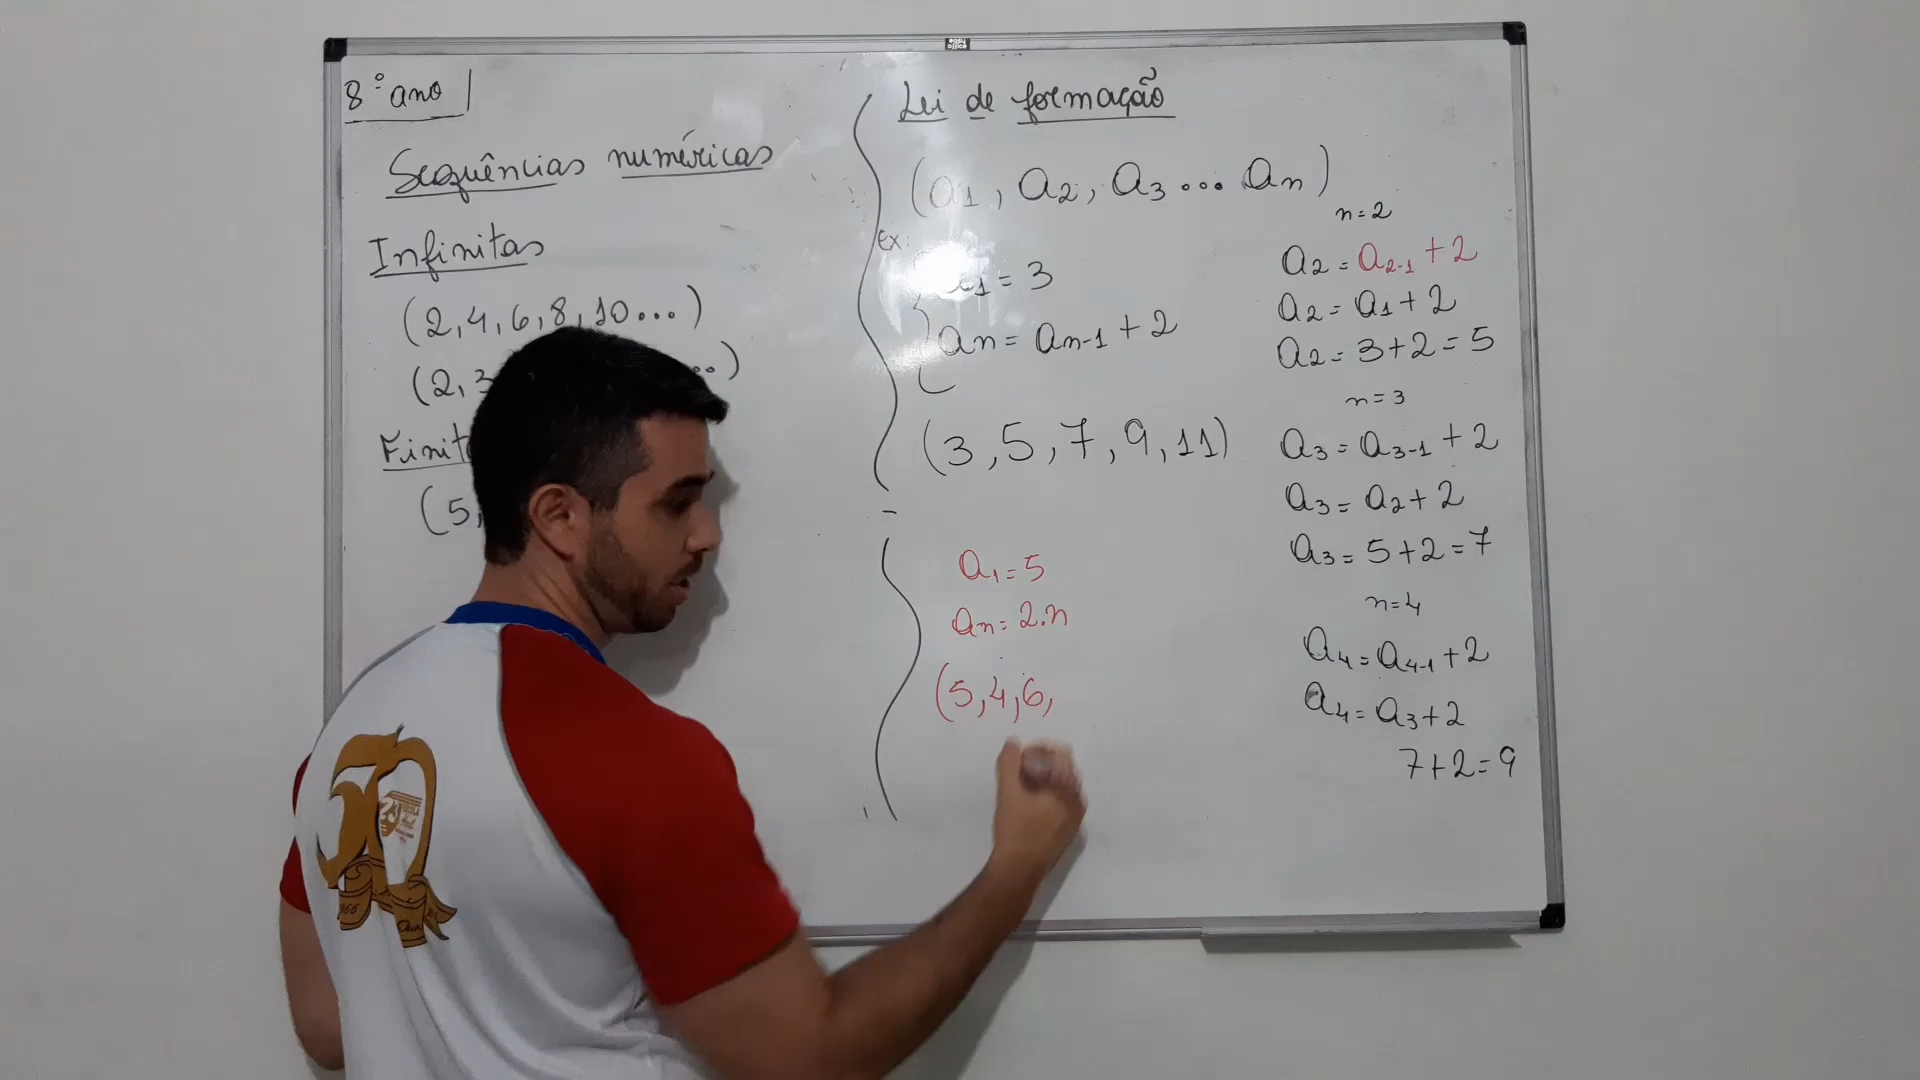 easy office
8º ano
Sequências numéricas
Infinitas
(2,4,6,8,10...)
(2,3
...)
(5,
Lei de formação
(a1, a2, a3 ... an)
Ex:
a1 = 3
an = an-1 + 2
(3,5,7,9,11)
a1 = 5
an = 2.n
(5,4,6,
n=2
a2 = a2-1 + 2
a2 = a1 + 2
a2 = 3+2 = 5
n=3
a3 = a3-1 + 2
a3 = a2 + 2
a3 = 5+2 = 7
n=4
a4 = a4-1 + 2
a4 = a3+2
7+2=9